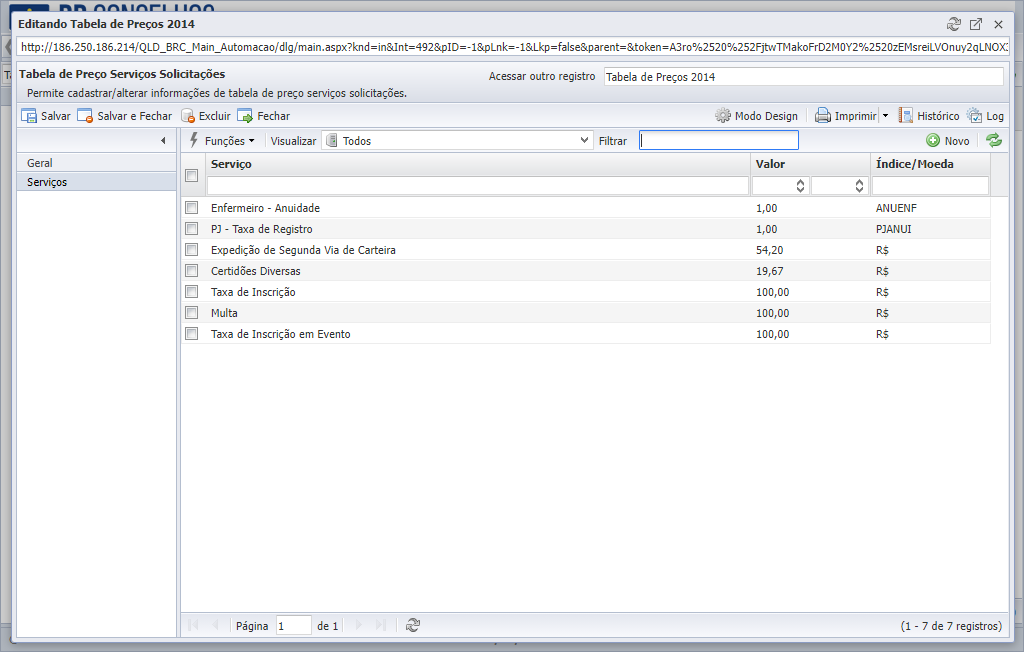 Editando Tabela de Preços 2014
http://186.250.186.214/QLD_BRC_Main_Automacao/dlg/main.aspx?knd=in&Int=492&pID=-1&pLnk=-1&Lkp=false&parent=&token=A3ro%2520%252FjtwTMakoFrD2M0Y2%2520zEMsreiLVOnuy2qLNOX
Tabela de Preço Serviços Solicitações
Acessar outro registro Tabela de Preços 2014
Permite cadastrar/alterar informações de tabela de preço serviços solicitações.
Salvar Salvar e Fechar Excluir Fechar Modo Design Imprimir Histórico Log
Funções Visualizar Todos Filtrar Novo
Geral
Serviços
Serviço Valor Índice/Moeda
Enfermeiro - Anuidade 1,00 ANUENF
PJ - Taxa de Registro 1,00 PJANUI
Expedição de Segunda Via de Carteira 54,20 R$
Certidões Diversas 19,67 R$
Taxa de Inscrição 100,00 R$
Multa 100,00 R$
Taxa de Inscrição em Evento 100,00 R$
Página 1 de 1 (1 - 7 de 7 registros)